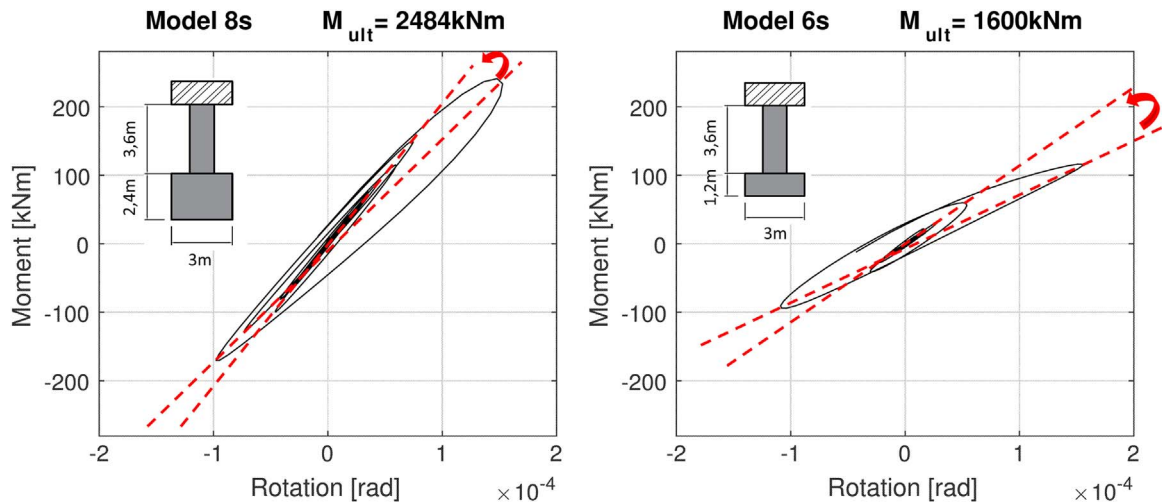 Model 8s M_ult= 2484kNm
Moment [kNm]
200
100
0
-100
-200
3,6m
2,4m
3m
-2 -1 0 1 2
Rotation [rad] ×10^-4
Model 6s M_ult= 1600kNm
Moment [kNm]
200
100
0
-100
-200
3,6m
1,2m
3m
-2 -1 0 1 2
Rotation [rad] ×10^-4